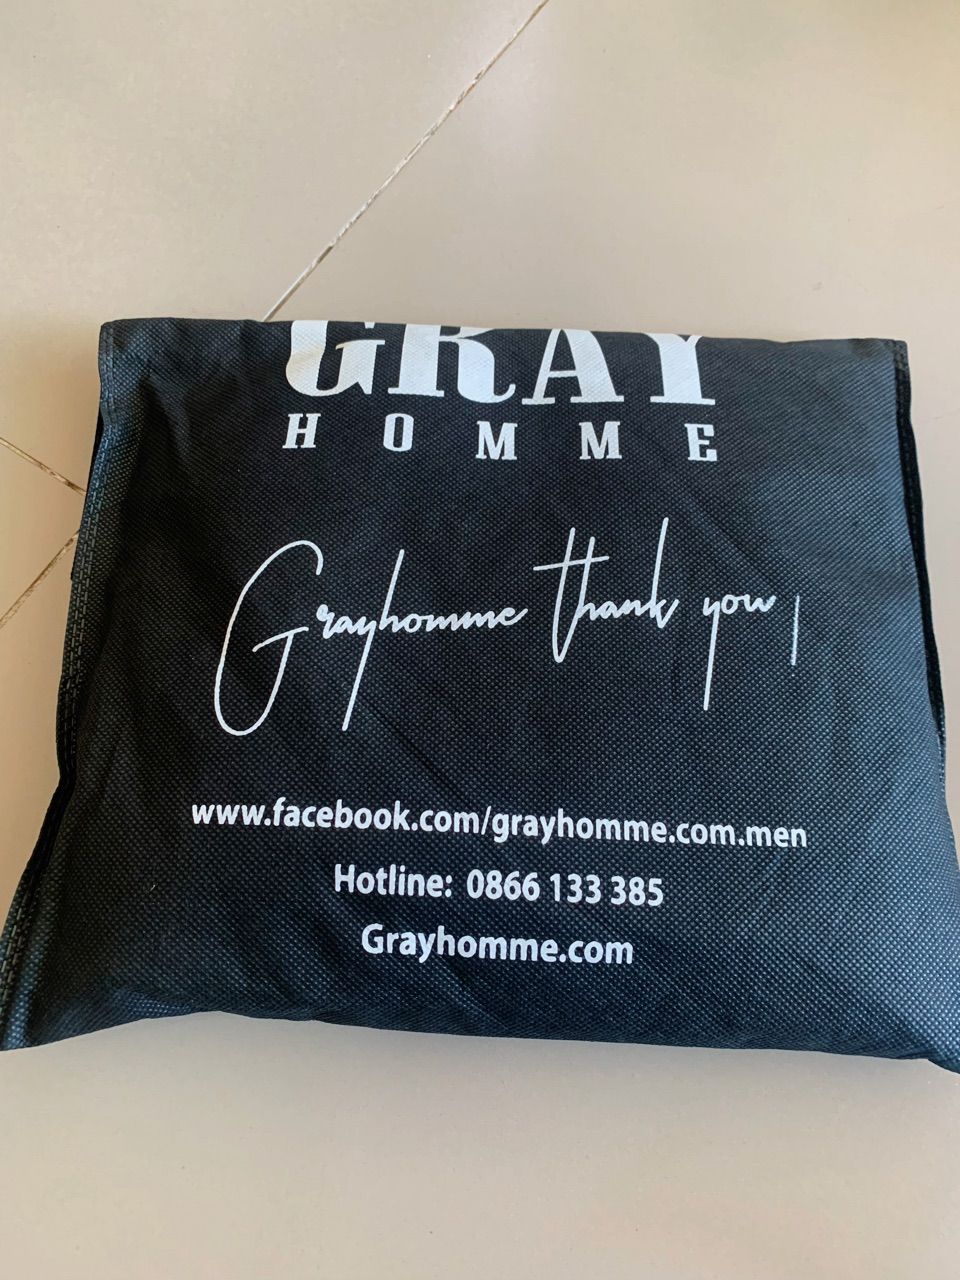 GRAY
HOMME
Grayhomme thank you,
www.facebook.com/grayhomme.com.men
Hotline: 0866 133 385
Grayhomme.com